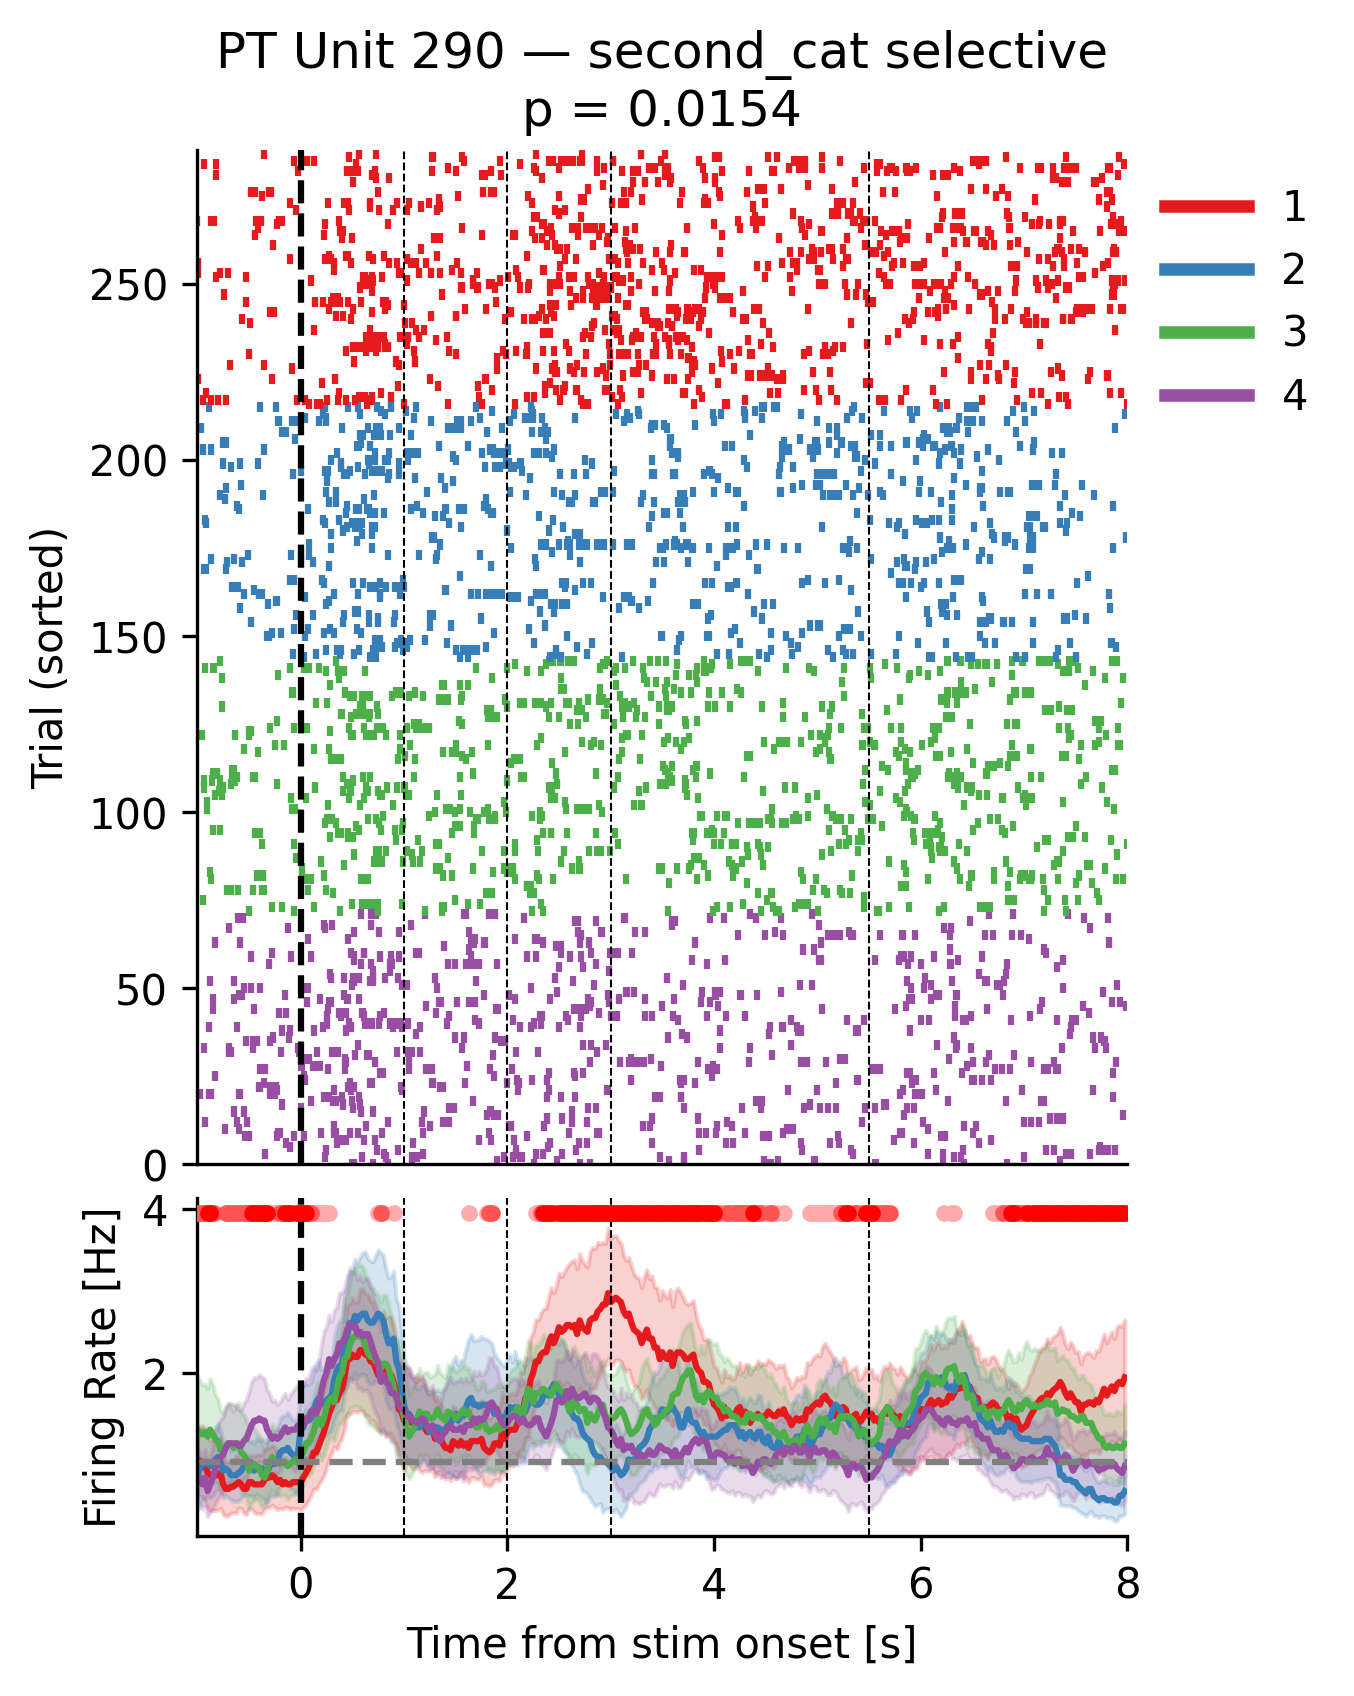 PT Unit 290 — second_cat selective
p = 0.0154
1
2
3
4
Trial (sorted)
250
200
150
100
50
0
Firing Rate [Hz]
4
2
0 2 4 6 8
Time from stim onset [s]